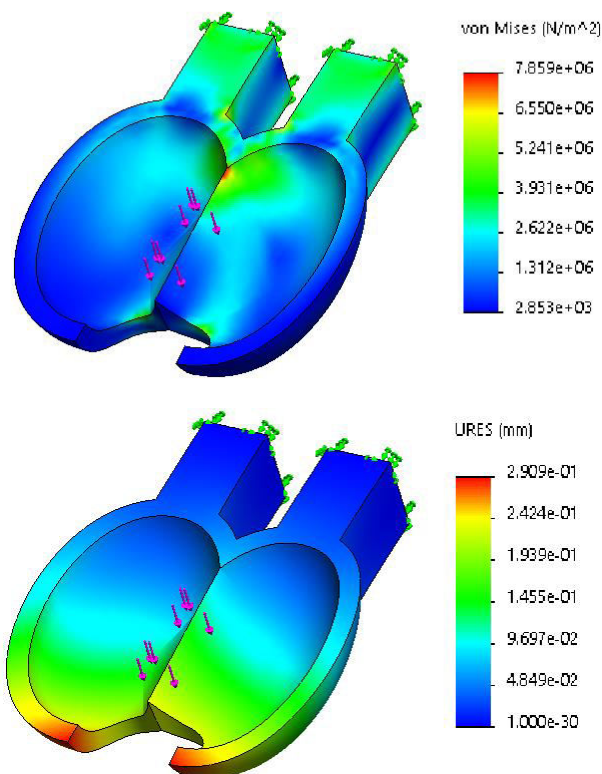 von Mises (N/m^2)
7.859e+06
6.550e+06
5.241e+06
3.931e+06
2.622e+06
1.312e+06
2.853e+03
URES (mm)
2.909e-01
2.424e-01
1.939e-01
1.455e-01
9.697e-02
4.849e-02
1.000e-30